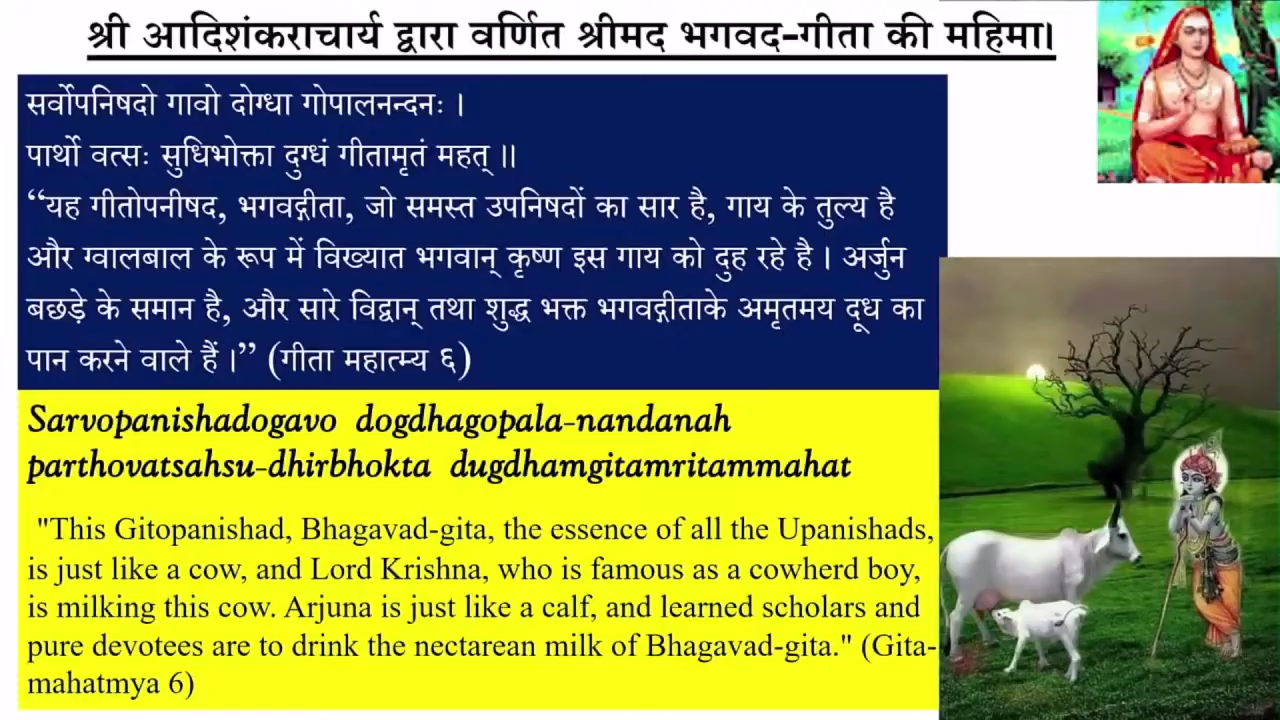 श्री आदिशंकराचार्य द्वारा वर्णित श्रीमद भगवद-गीता की महिमा।
सर्वोपनिषदो गावो दोग्धा गोपालनन्दनः ।
पार्थो वत्सः सुधिभोक्ता दुग्धं गीतामृतं महत् ॥
“यह गीतोपनीषद, भगवद्गीता, जो समस्त उपनिषदों का सार है, गाय के तुल्य है
और ग्वालबाल के रूप में विख्यात भगवान् कृष्ण इस गाय को दुह रहे है । अर्जुन
बछड़े के समान है, और सारे विद्वान् तथा शुद्ध भक्त भगवद्गीताके अमृतमय दूध का
पान करने वाले हैं ।” (गीता महात्म्य ६)
Sarvopanishadogavo dogdhagopala-nandanah
parthovatsahsu-dhirbhokta dugdhamgitamritammahat
"This Gitopanishad, Bhagavad-gita, the essence of all the Upanishads,
is just like a cow, and Lord Krishna, who is famous as a cowherd boy,
is milking this cow. Arjuna is just like a calf, and learned scholars and
pure devotees are to drink the nectarean milk of Bhagavad-gita." (Gita-
mahatmya 6)